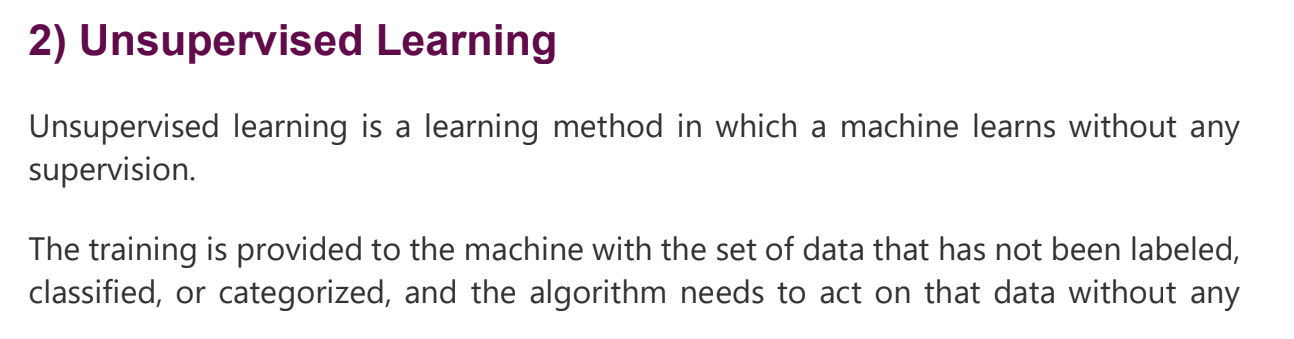 2) Unsupervised Learning
Unsupervised learning is a learning method in which a machine learns without any
supervision.
The training is provided to the machine with the set of data that has not been labeled,
classified, or categorized, and the algorithm needs to act on that data without any